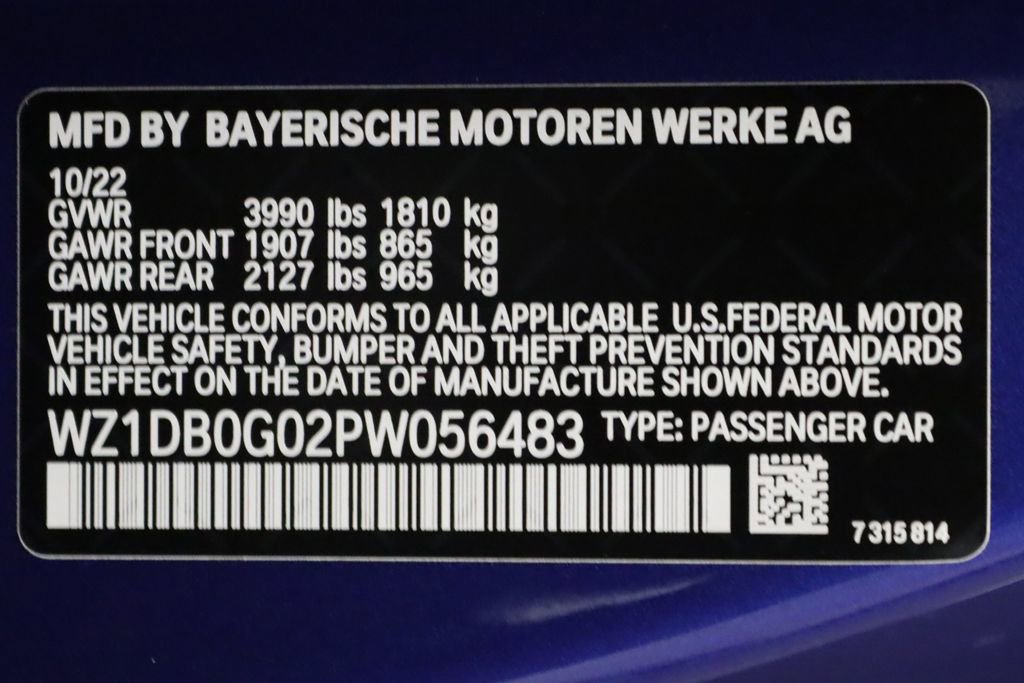 MFD BY BAYERISCHE MOTOREN WERKE AG
10/22
GVWR 3990 lbs 1810 kg
GAWR FRONT 1907 lbs 865 kg
GAWR REAR 2127 lbs 965 kg
THIS VEHICLE CONFORMS TO ALL APPLICABLE U.S.FEDERAL MOTOR
VEHICLE SAFETY, BUMPER AND THEFT PREVENTION STANDARDS
IN EFFECT ON THE DATE OF MANUFACTURE SHOWN ABOVE.
WZ1DB0G02PW056483 TYPE: PASSENGER CAR
7 315 814